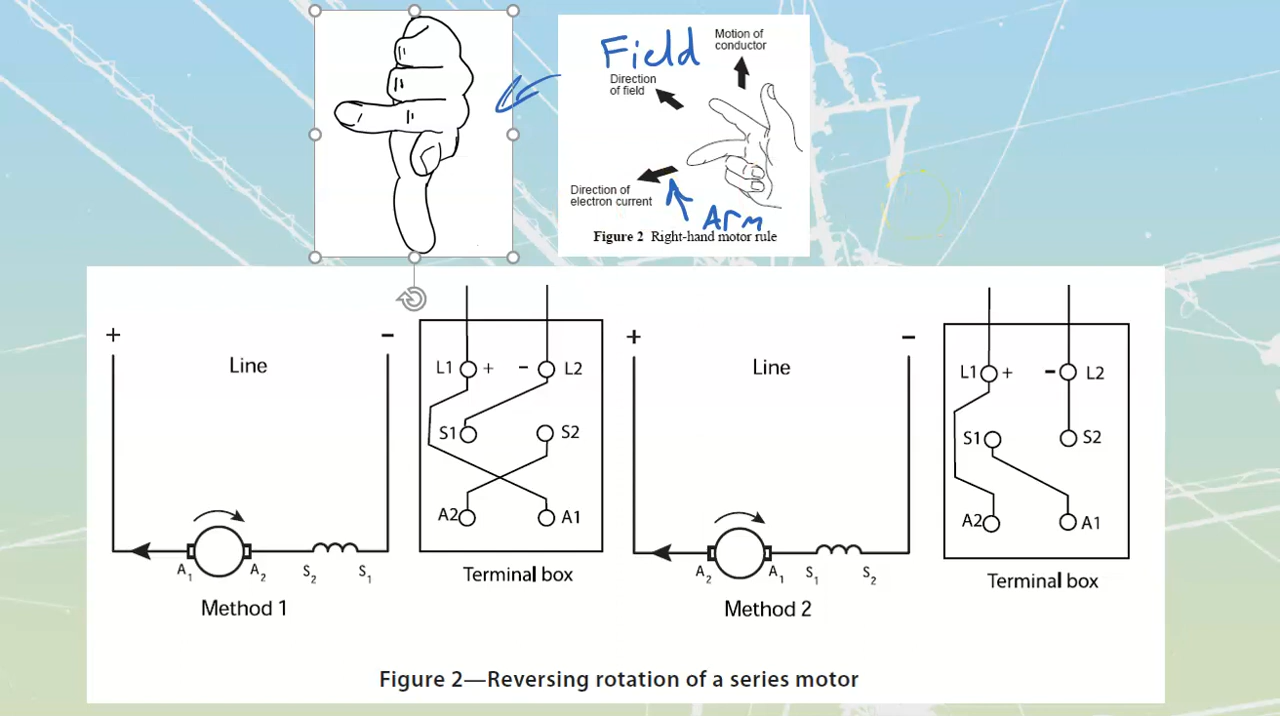 Field
Motion of
conductor
Direction
of field
Direction of
electron current
Arm
Figure 2 Right-hand motor rule
+ -
Line
A1 A2 S2 S1
Method 1
L1 + - L2
S1 S2
A2 A1
Terminal box
+ -
Line
A2 A1 S1 S2
Method 2
L1 + - L2
S1 S2
A2 A1
Terminal box
Figure 2—Reversing rotation of a series motor